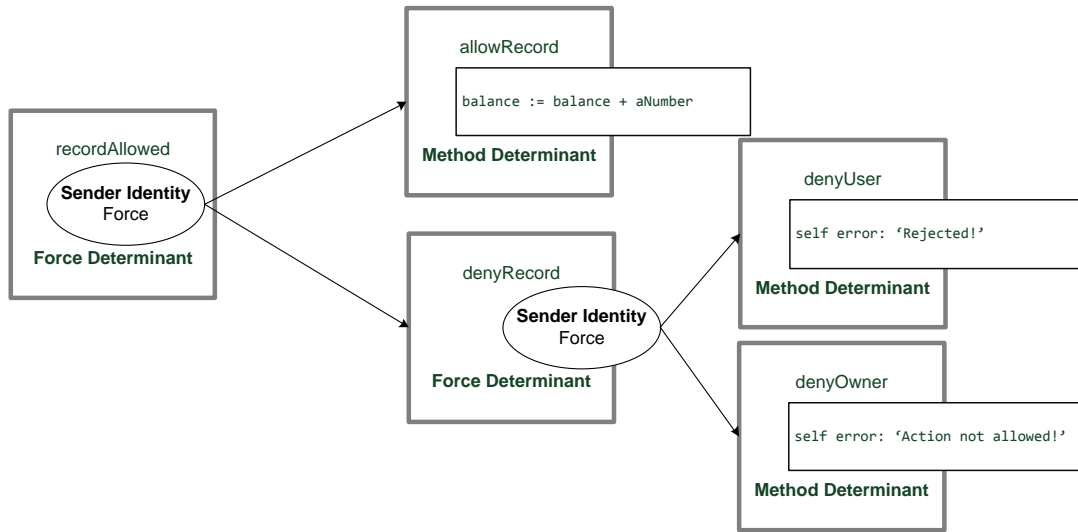 recordAllowed
Sender Identity
Force
Force Determinant
allowRecord
balance := balance + aNumber
Method Determinant
denyRecord
Sender Identity
Force
Force Determinant
denyUser
self error: ‘Rejected!’
Method Determinant
denyOwner
self error: ‘Action not allowed!’
Method Determinant